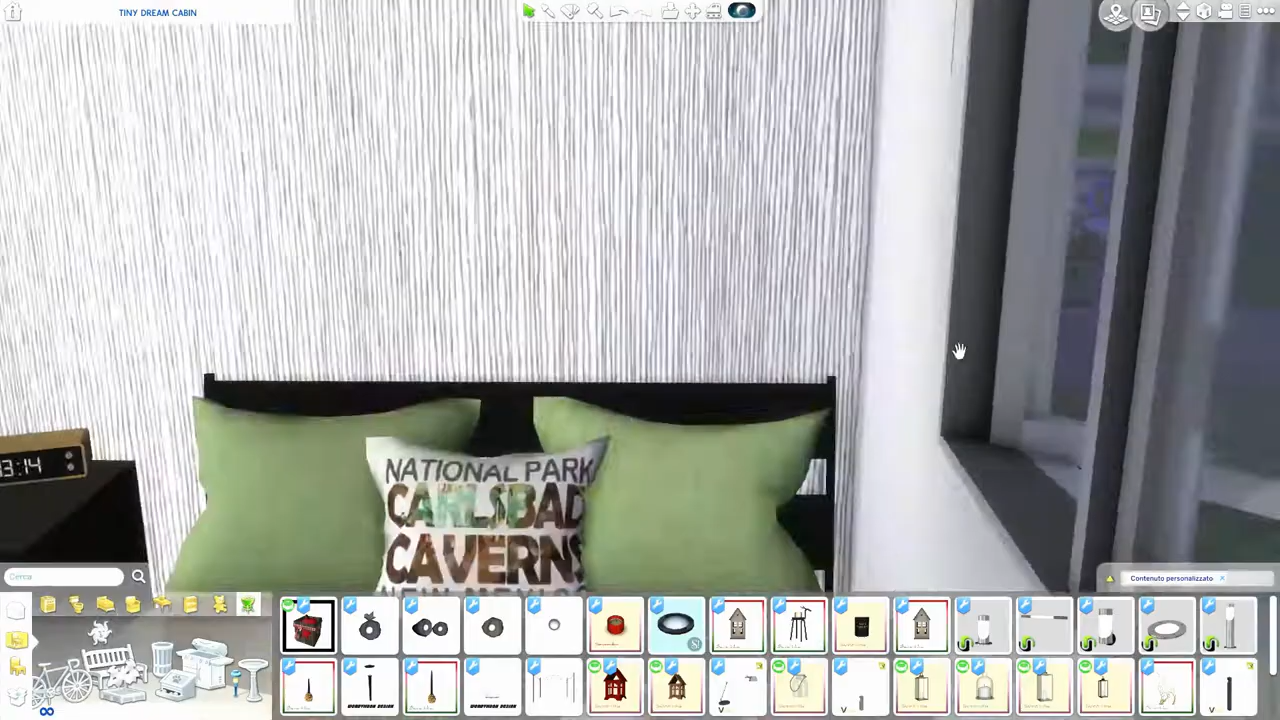 TINY DREAM CABIN
3:14
NATIONAL PARK
CARLSBAD
CAVERNS
Cerca
Contenuto personalizzato